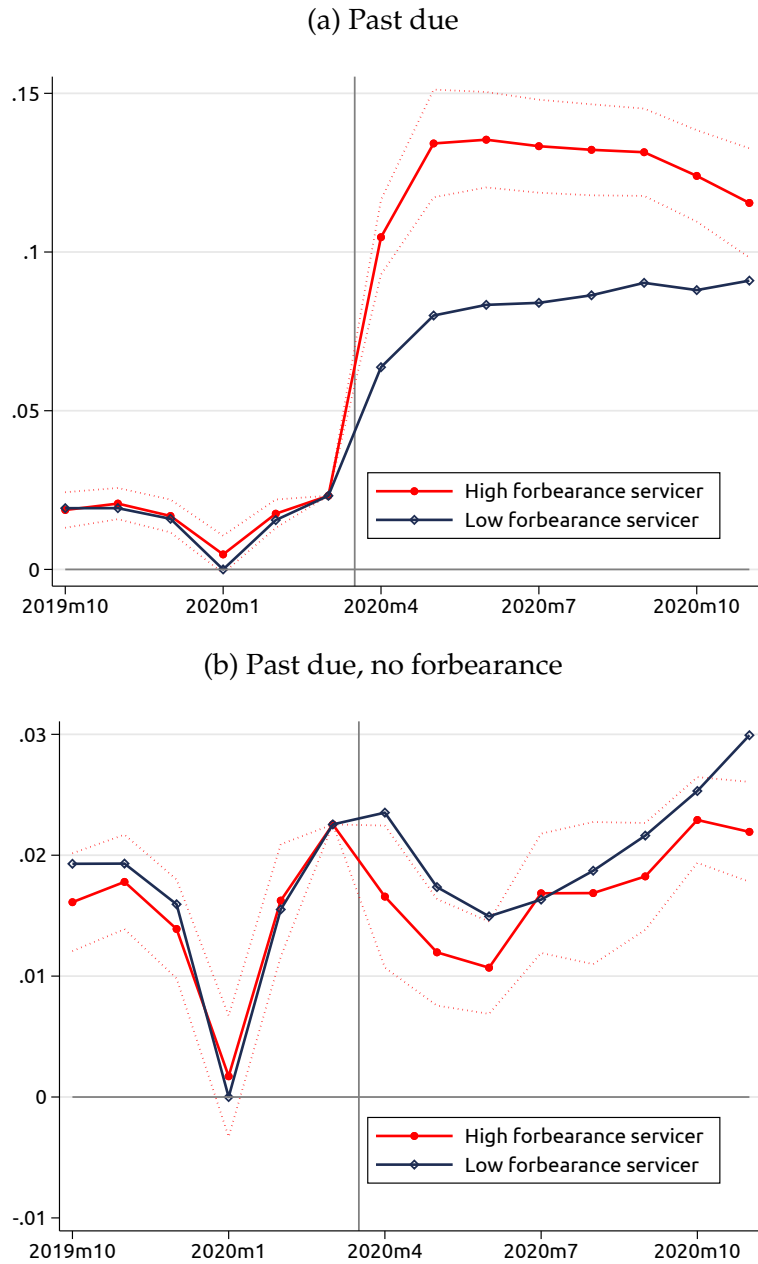 (a) Past due
.15
.1
.05
0
2019m10 2020m1 2020m4 2020m7 2020m10
High forbearance servicer
Low forbearance servicer
(b) Past due, no forbearance
.03
.02
.01
0
-.01
2019m10 2020m1 2020m4 2020m7 2020m10
High forbearance servicer
Low forbearance servicer